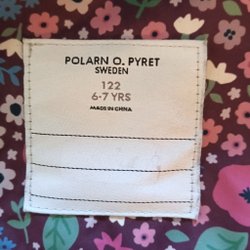 POLARN O. PYRET
SWEDEN
122
6-7 YRS
MADE IN CHINA